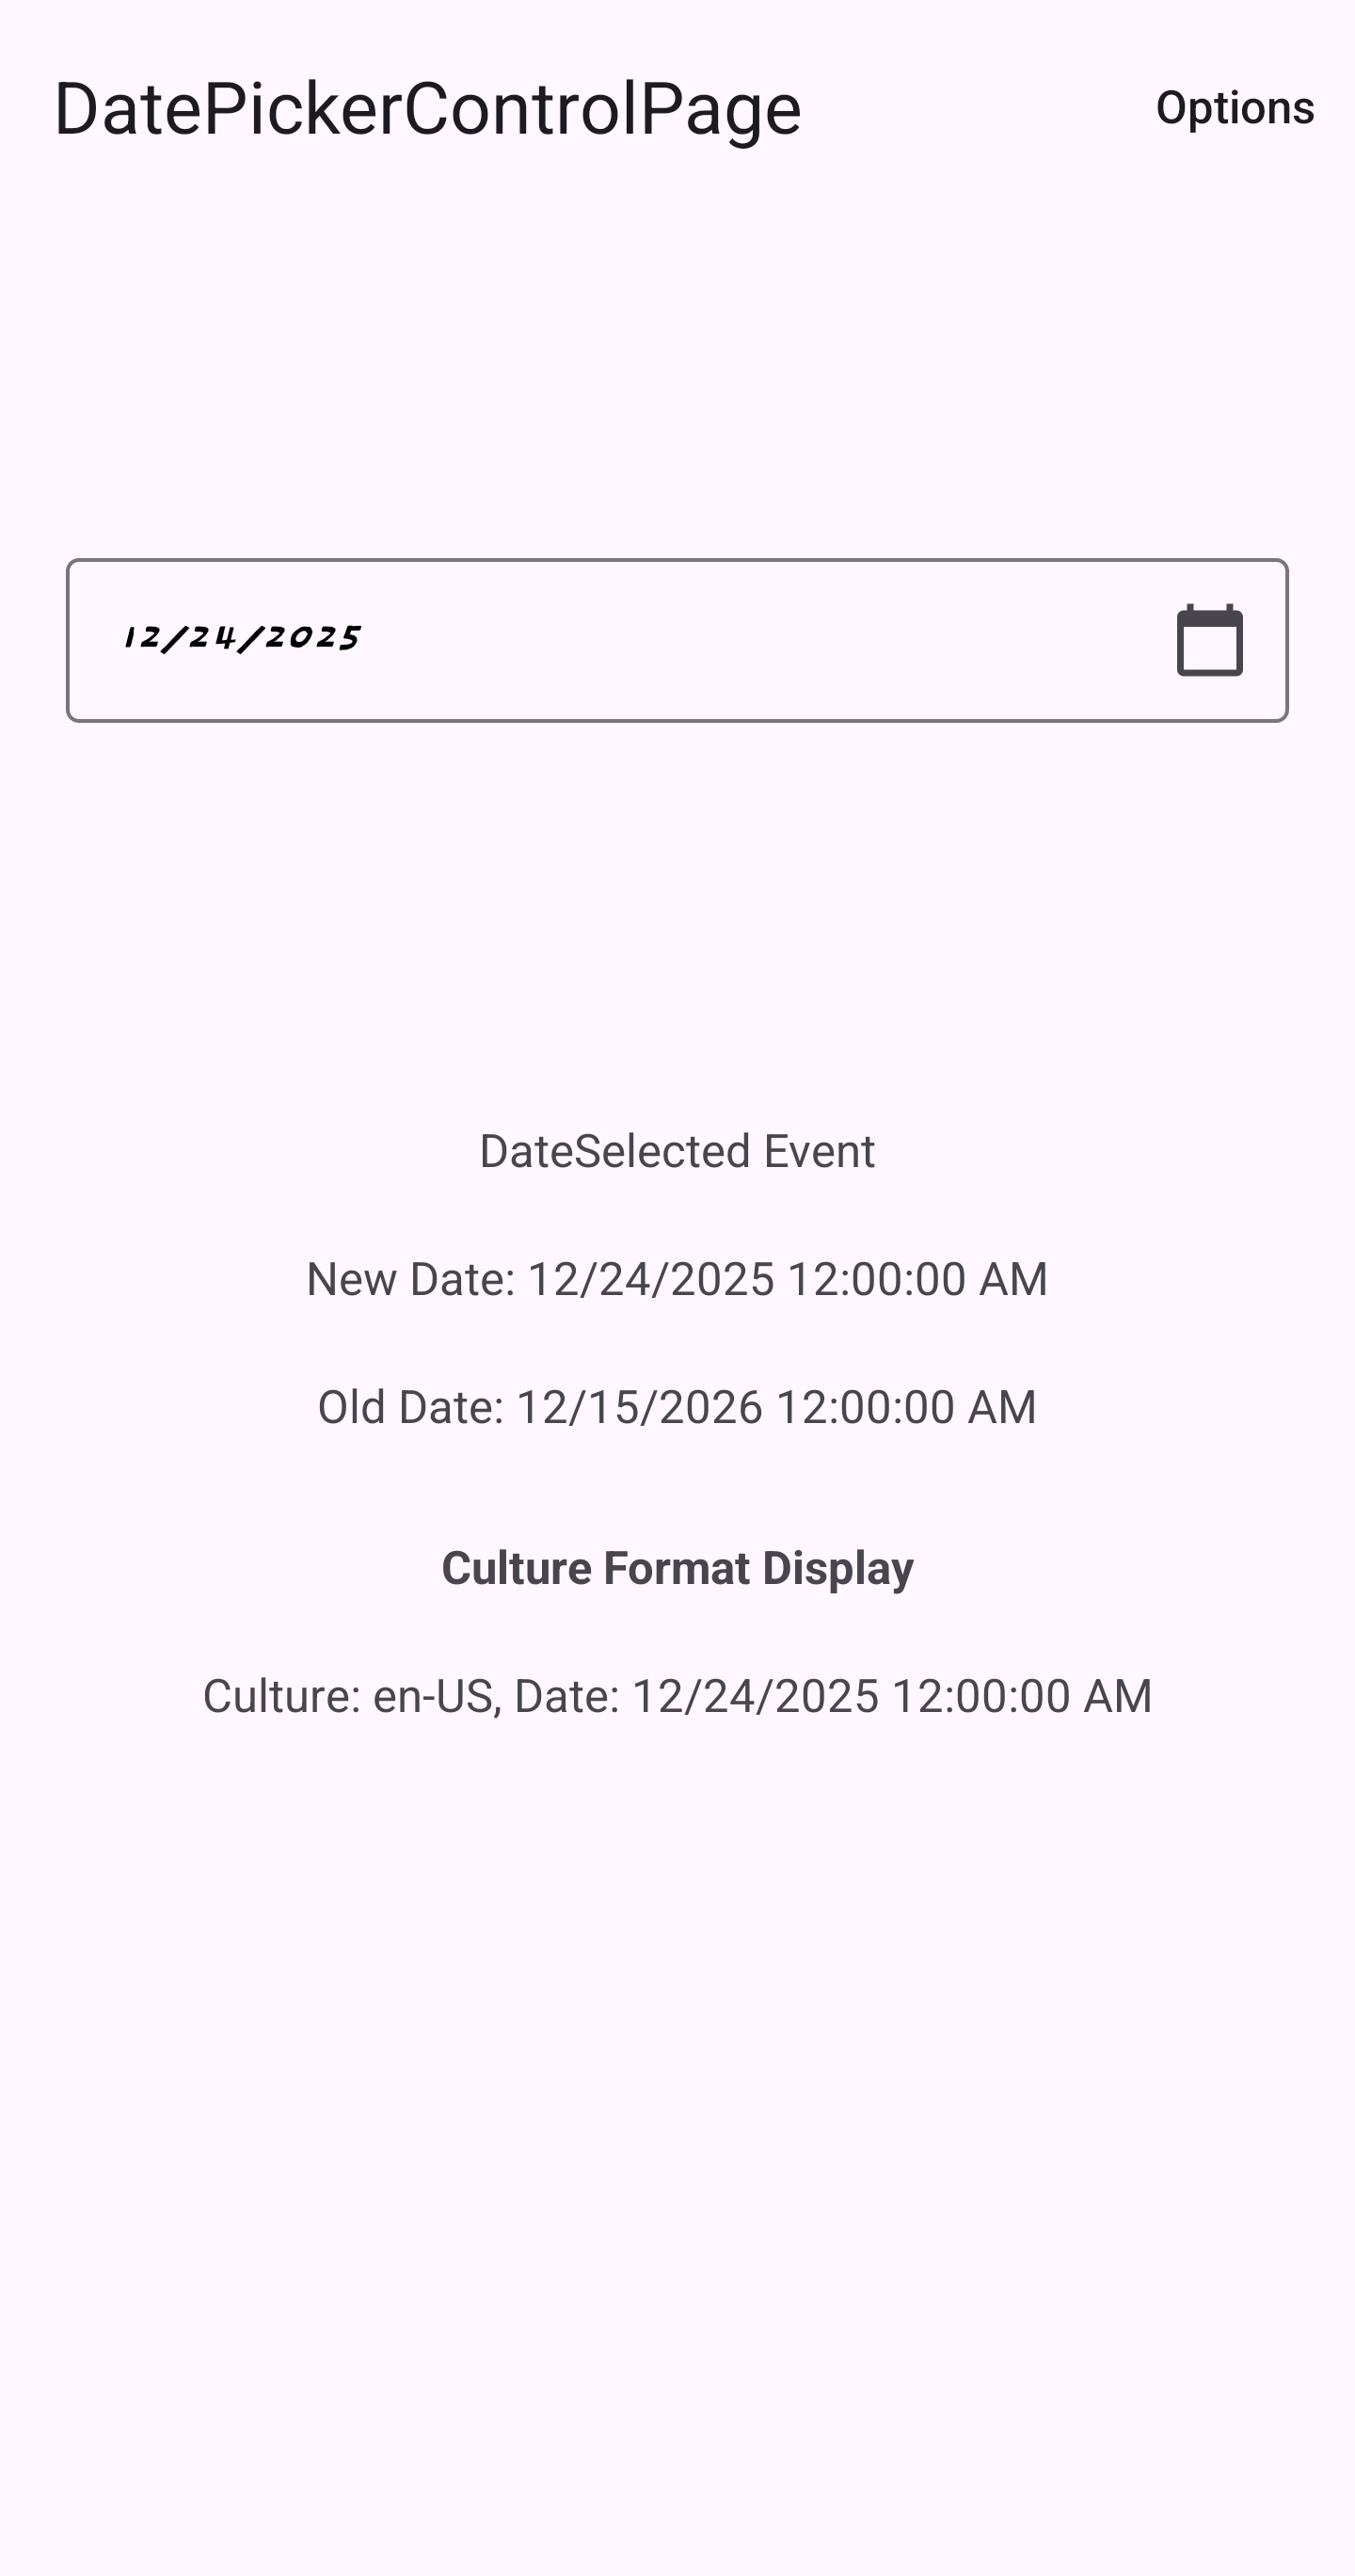 DatePickerControlPage Options
12/24/2025
DateSelected Event
New Date: 12/24/2025 12:00:00 AM
Old Date: 12/15/2026 12:00:00 AM
Culture Format Display
Culture: en-US, Date: 12/24/2025 12:00:00 AM